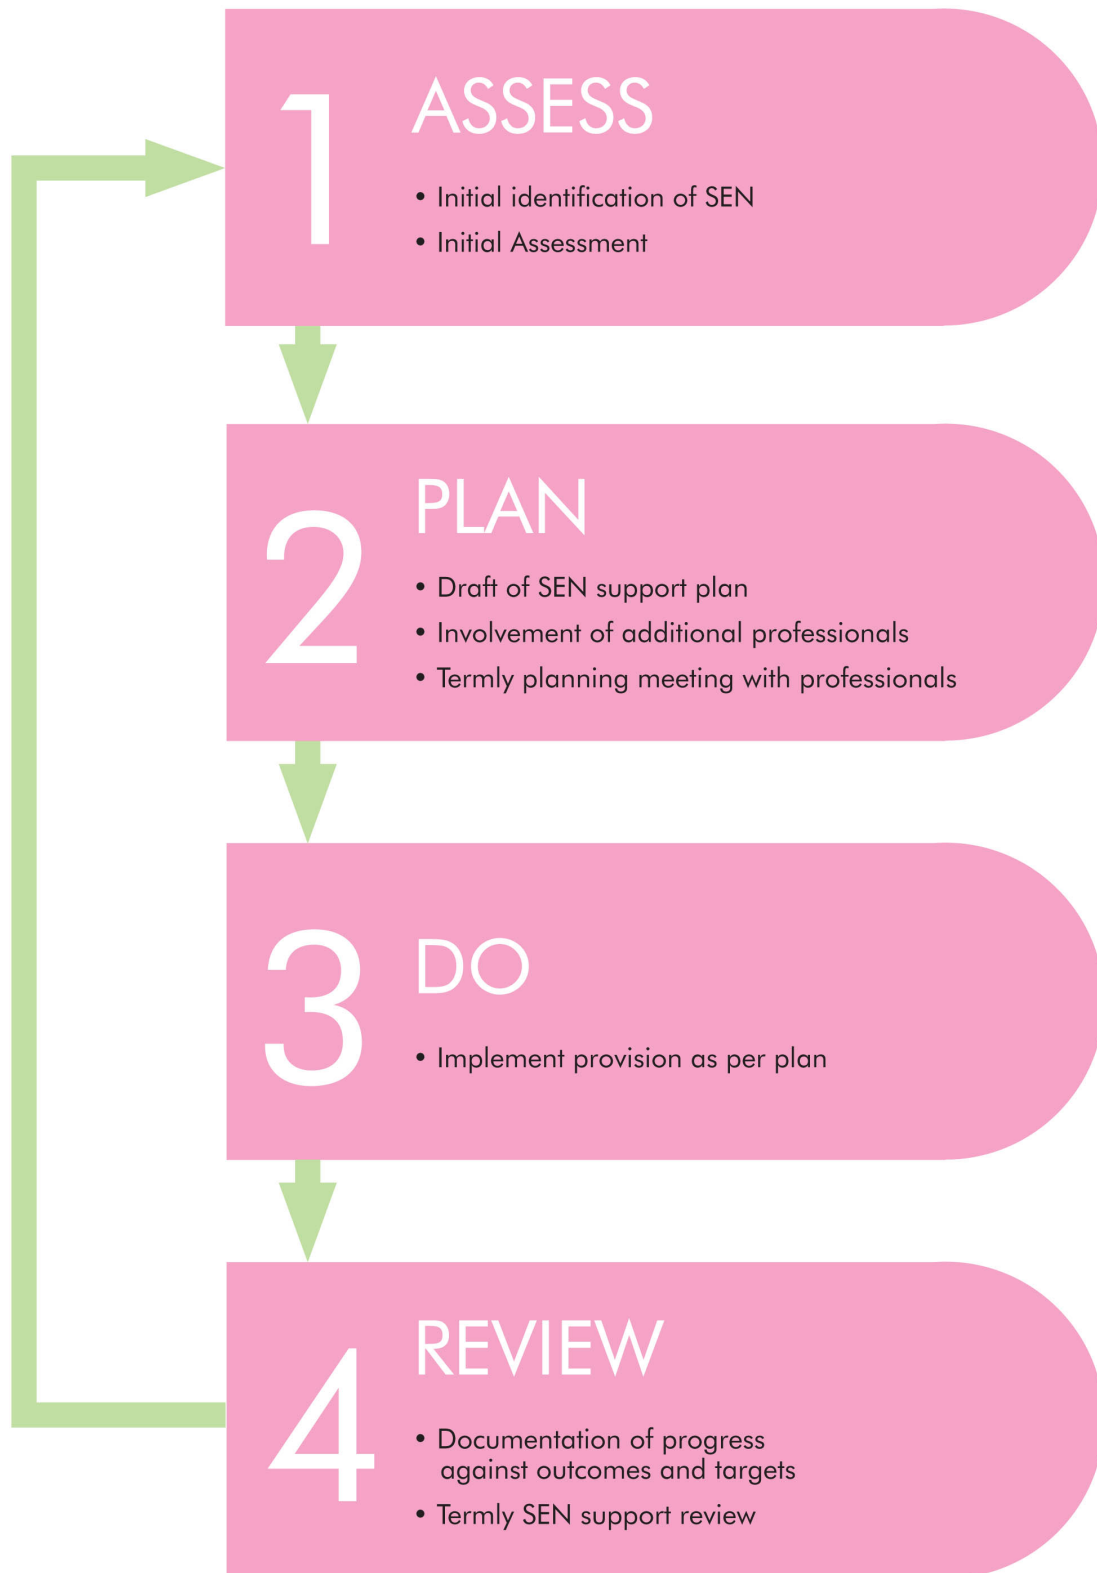 1
ASSESS
• Initial identification of SEN
• Initial Assessment
2
PLAN
• Draft of SEN support plan
• Involvement of additional professionals
• Termly planning meeting with professionals
3
DO
• Implement provision as per plan
4
REVIEW
• Documentation of progress
against outcomes and targets
• Termly SEN support review